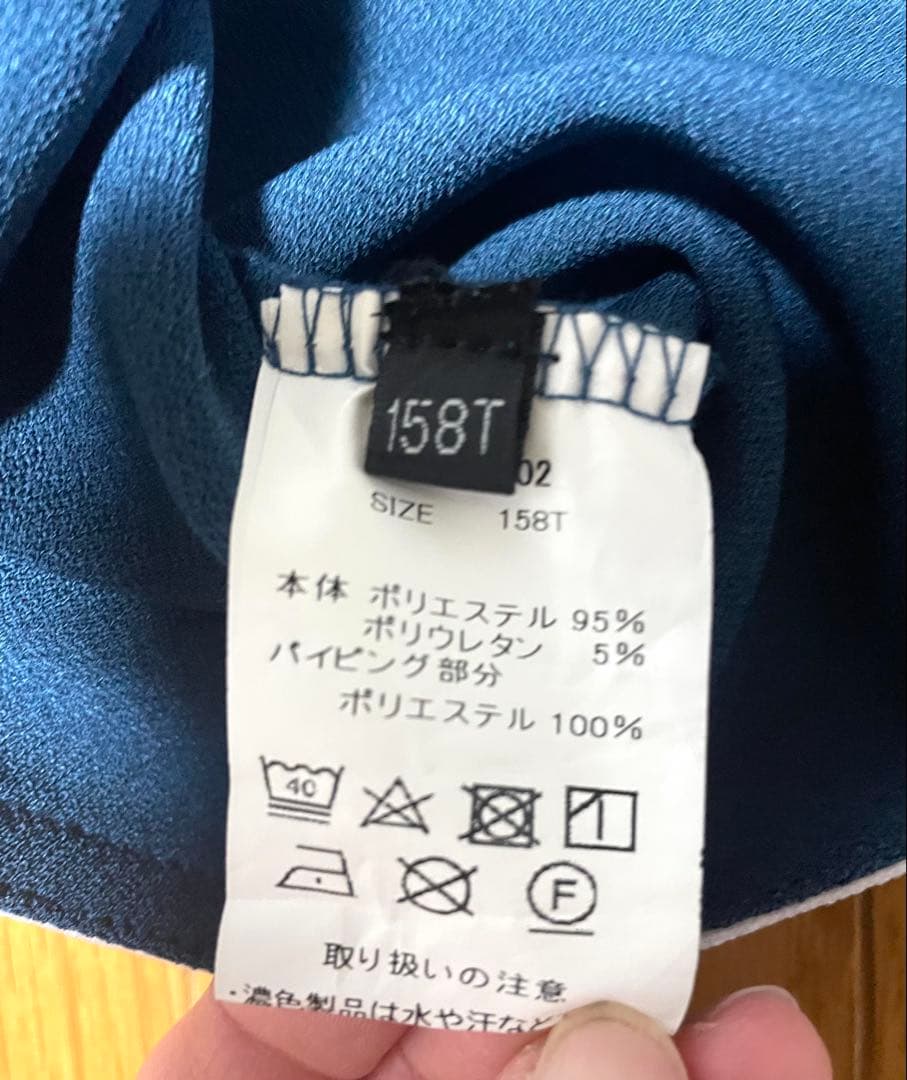 158T
02
SIZE 158T
本体 ポリエステル 95%
ポリウレタン 5%
パイピング部分
ポリエステル 100%
40
F
取り扱いの注意
・濃色製品は水や汗など